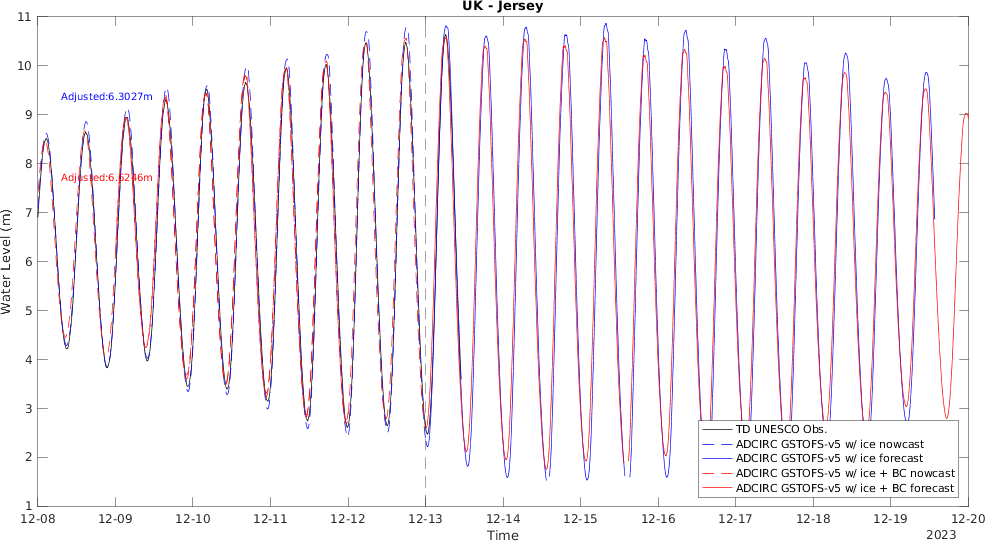 UK - Jersey
11
10
9
8
7
6
5
4
3
2
1
Water Level (m)
Adjusted:6.3027m
Adjusted:6.6246m
TD UNESCO Obs.
ADCIRC GSTOFS-v5 w/ ice nowcast
ADCIRC GSTOFS-v5 w/ ice forecast
ADCIRC GSTOFS-v5 w/ ice + BC nowcast
ADCIRC GSTOFS-v5 w/ ice + BC forecast
12-08 12-09 12-10 12-11 12-12 12-13 12-14 12-15 12-16 12-17 12-18 12-19 12-20
Time
2023